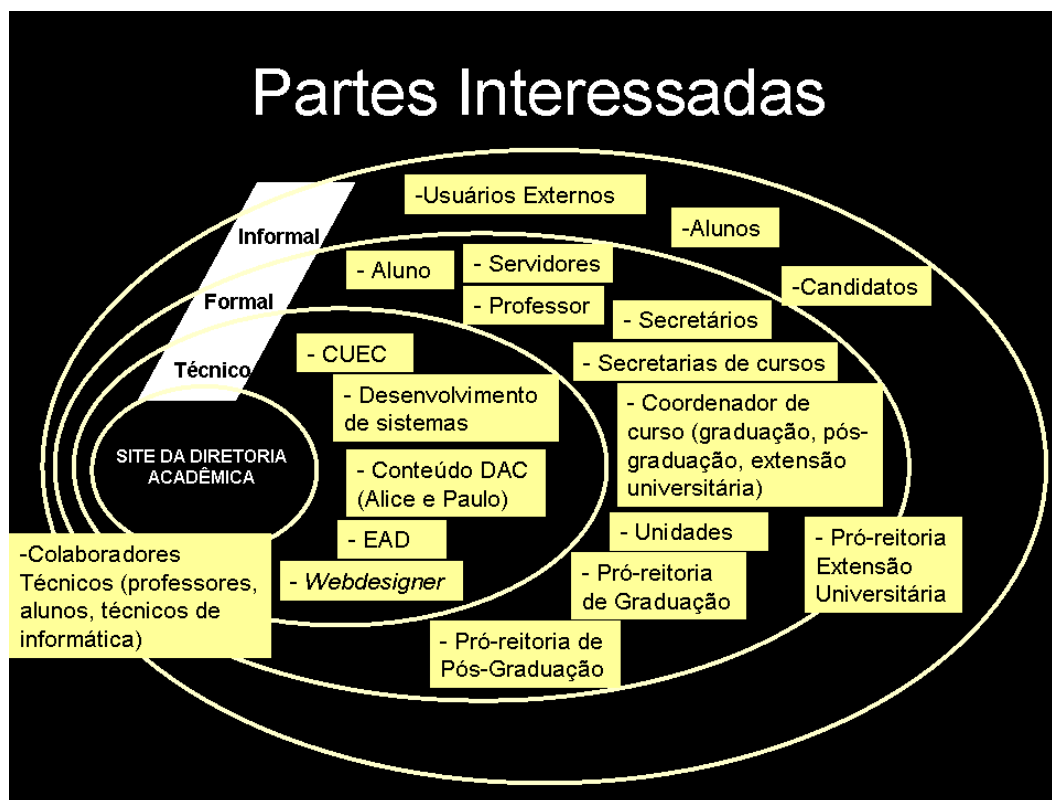 Partes Interessadas
-Usuários Externos
-Alunos
Informal
- Aluno
- Servidores
-Candidatos
Formal
- Professor
- Secretários
Técnico
- CUEC
- Secretarias de cursos
- Desenvolvimento
de sistemas
- Coordenador de
curso (graduação, pós-
graduação, extensão
universitária)
SITE DA DIRETORIA
ACADÊMICA
- Conteúdo DAC
(Alice e Paulo)
- EAD
- Unidades
- Pró-reitoria
Extensão
Universitária
-Colaboradores
Técnicos (professores,
alunos, técnicos de
informática)
- Webdesigner
- Pró-reitoria
de Graduação
- Pró-reitoria de
Pós-Graduação